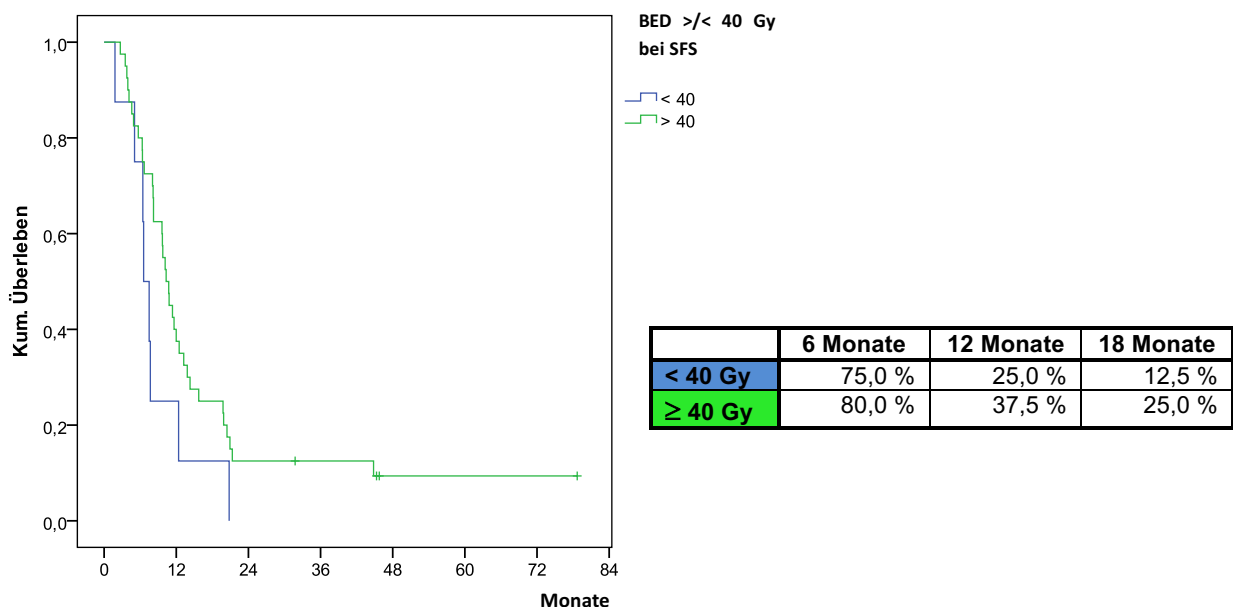 BED >/< 40 Gy
bei SFS
< 40
> 40
1,0
0,8
0,6
0,4
0,2
0,0
Kum. Überleben
0 12 24 36 48 60 72 84
Monate
6 Monate 12 Monate 18 Monate
< 40 Gy 75,0 % 25,0 % 12,5 %
≥ 40 Gy 80,0 % 37,5 % 25,0 %